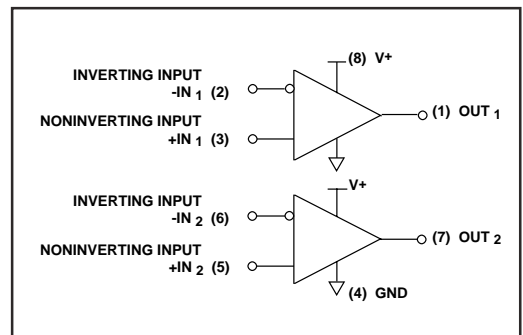 (8) V+
INVERTING INPUT
-IN 1 (2)
(1) OUT 1
NONINVERTING INPUT
+IN 1 (3)
V+
INVERTING INPUT
-IN 2 (6)
(7) OUT 2
NONINVERTING INPUT
+IN 2 (5)
(4) GND